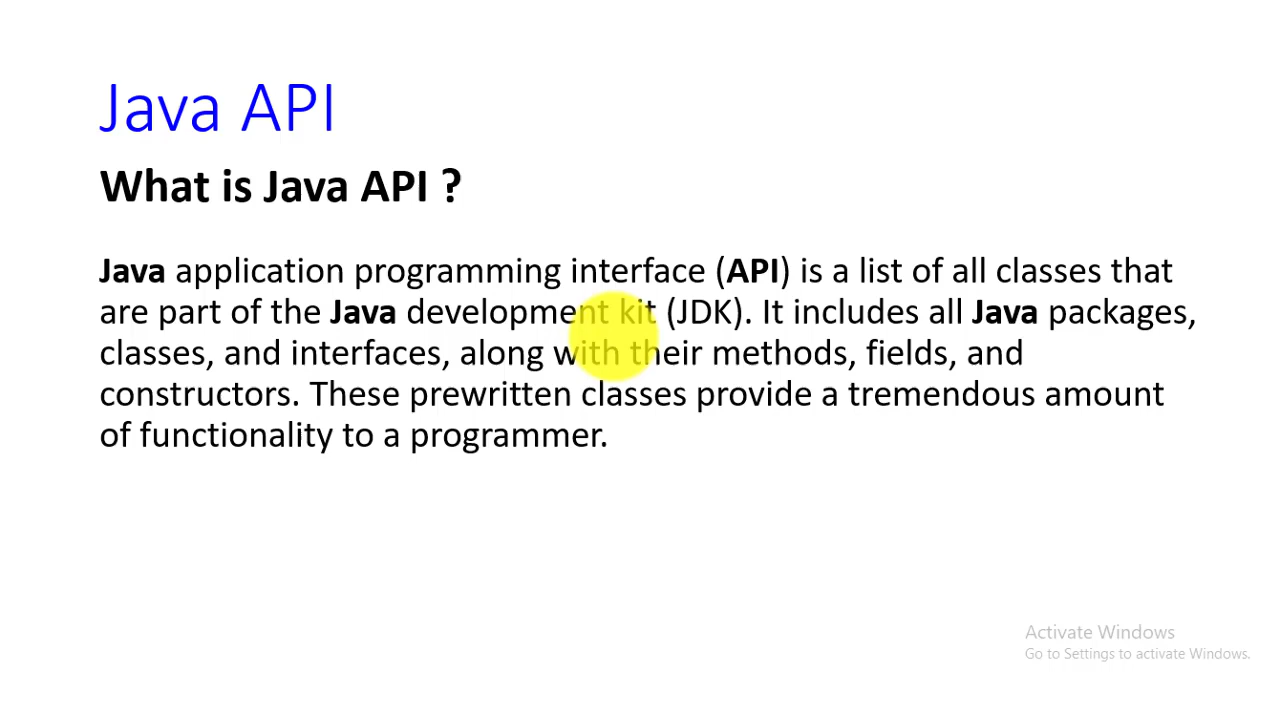 Java API
What is Java API ?
Java application programming interface (API) is a list of all classes that
are part of the Java development kit (JDK). It includes all Java packages,
classes, and interfaces, along with their methods, fields, and
constructors. These prewritten classes provide a tremendous amount
of functionality to a programmer.
Activate Windows
Go to Settings to activate Windows.